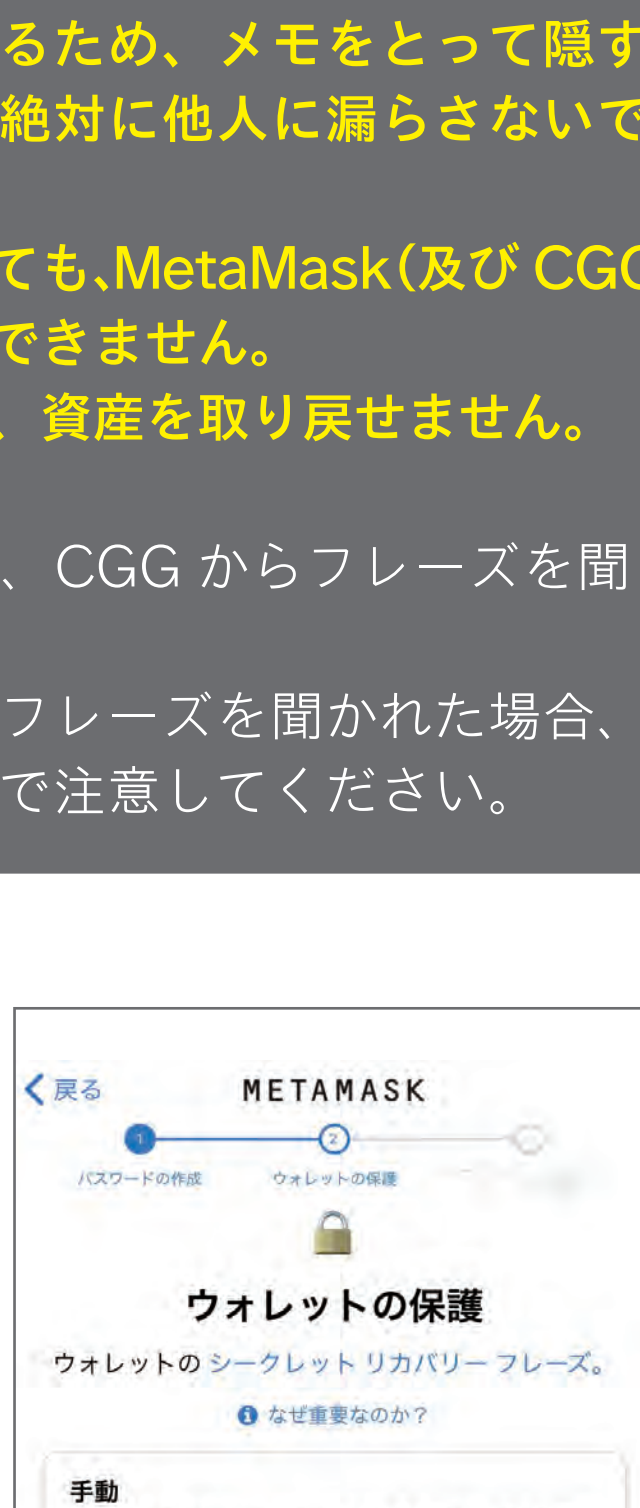 るため、メモをとって隠す
絶対に他人に漏らさないで
ても、MetaMask(及び CGG
できません。
、資産を取り戻せません。
、CGG からフレーズを聞
フレーズを聞かれた場合、
で注意してください。
戻る METAMASK
1 2
パスワードの作成 ウォレットの保護
ウォレットの保護
ウォレットの シークレット リカバリー フレーズ。
なぜ重要なのか？
手動